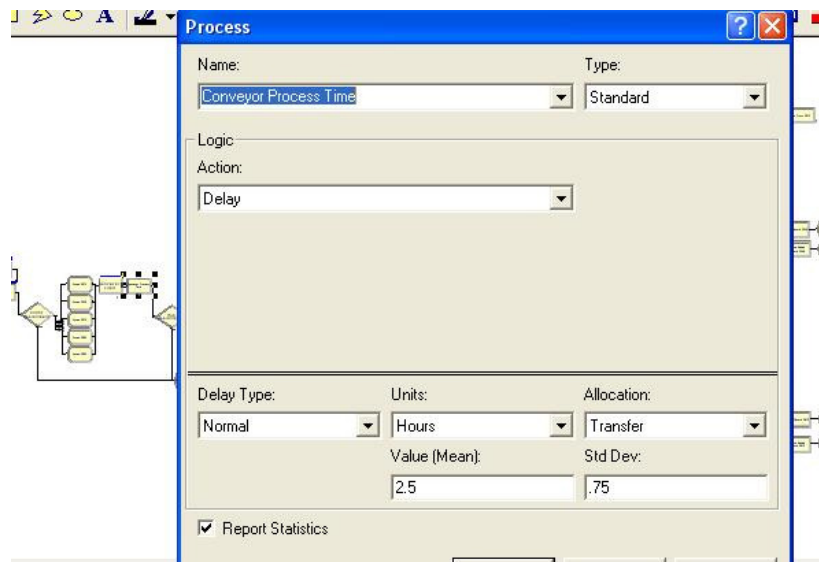 A
Process
Name:
Type:
Conveyor Process Time
Standard
Logic
Action:
Delay
Delay Type:
Units:
Allocation:
Normal
Hours
Transfer
Value (Mean):
Std Dev:
2.5
.75
Report Statistics